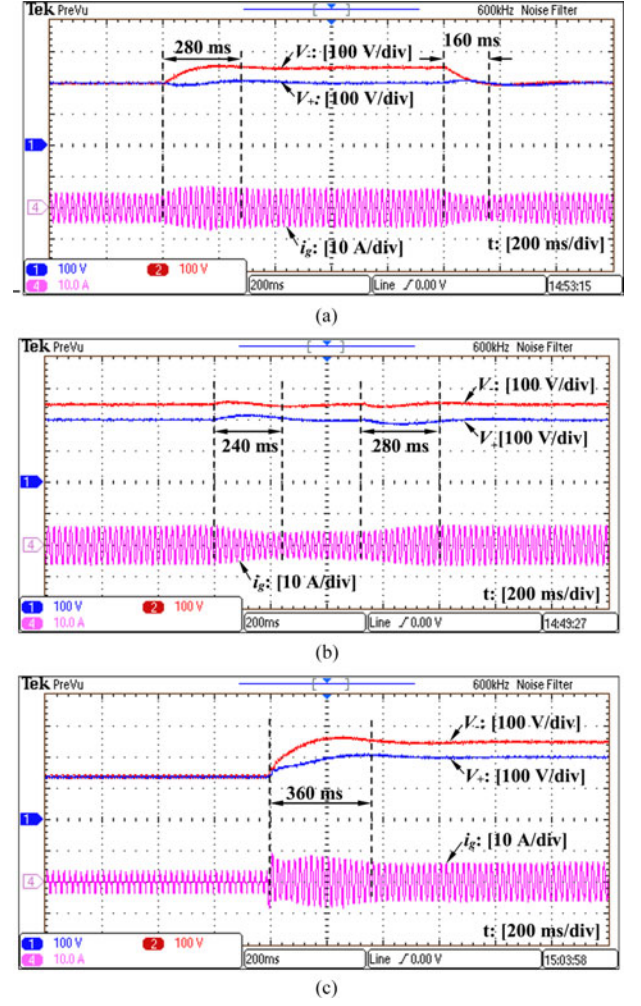 Tek PreVu 600kHz Noise Filter
280 ms V-: [100 V/div] 160 ms
V+: [100 V/div]
1
4
ig: [10 A/div] t: [200 ms/div]
1 100 V 2 100 V
4 10.0 A 200ms Line ∫ 0.00 V 14:53:15
(a)
Tek PreVu 600kHz Noise Filter
V-: [100 V/div]
V+ [100 V/div]
240 ms 280 ms
1
4
ig: [10 A/div] t: [200 ms/div]
1 100 V 2 100 V
4 10.0 A 200ms Line ∫ 0.00 V 14:49:27
(b)
Tek PreVu 600kHz Noise Filter
V-: [100 V/div]
V+: [100 V/div]
360 ms
1
ig: [10 A/div]
4
t: [200 ms/div]
1 100 V 2 100 V
4 10.0 A 200ms Line ∫ 0.00 V 15:03:58
(c)